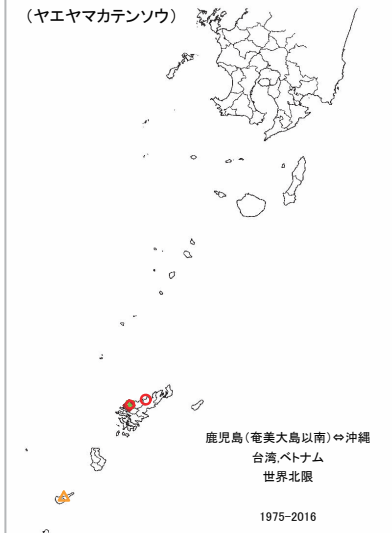 (ヤエヤマカテンソウ)
鹿児島(奄美大島以南)⇔沖縄
台湾,ベトナム
世界北限
1975-2016